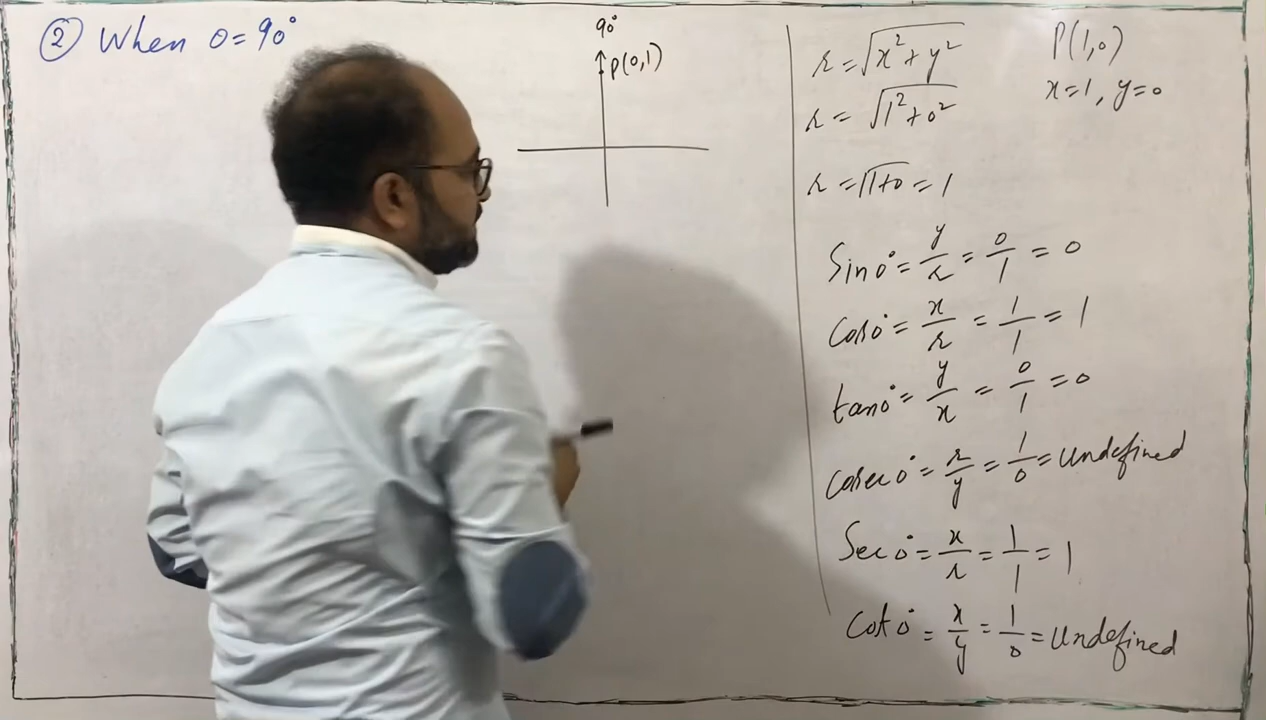 ② When θ=90°
90°
P(0,1)
r=√x²+y²
r=√1²+0²
r=√1+0=1
P(1,0)
x=1, y=0
Sin0°=y/r=0/1=0
Cos0°=x/r=1/1=1
tan0°=y/x=0/1=0
Cosec0°=r/y=1/0=Undefined
Sec0°=x/r=1/1=1
Cot0°=x/y=1/0=Undefined